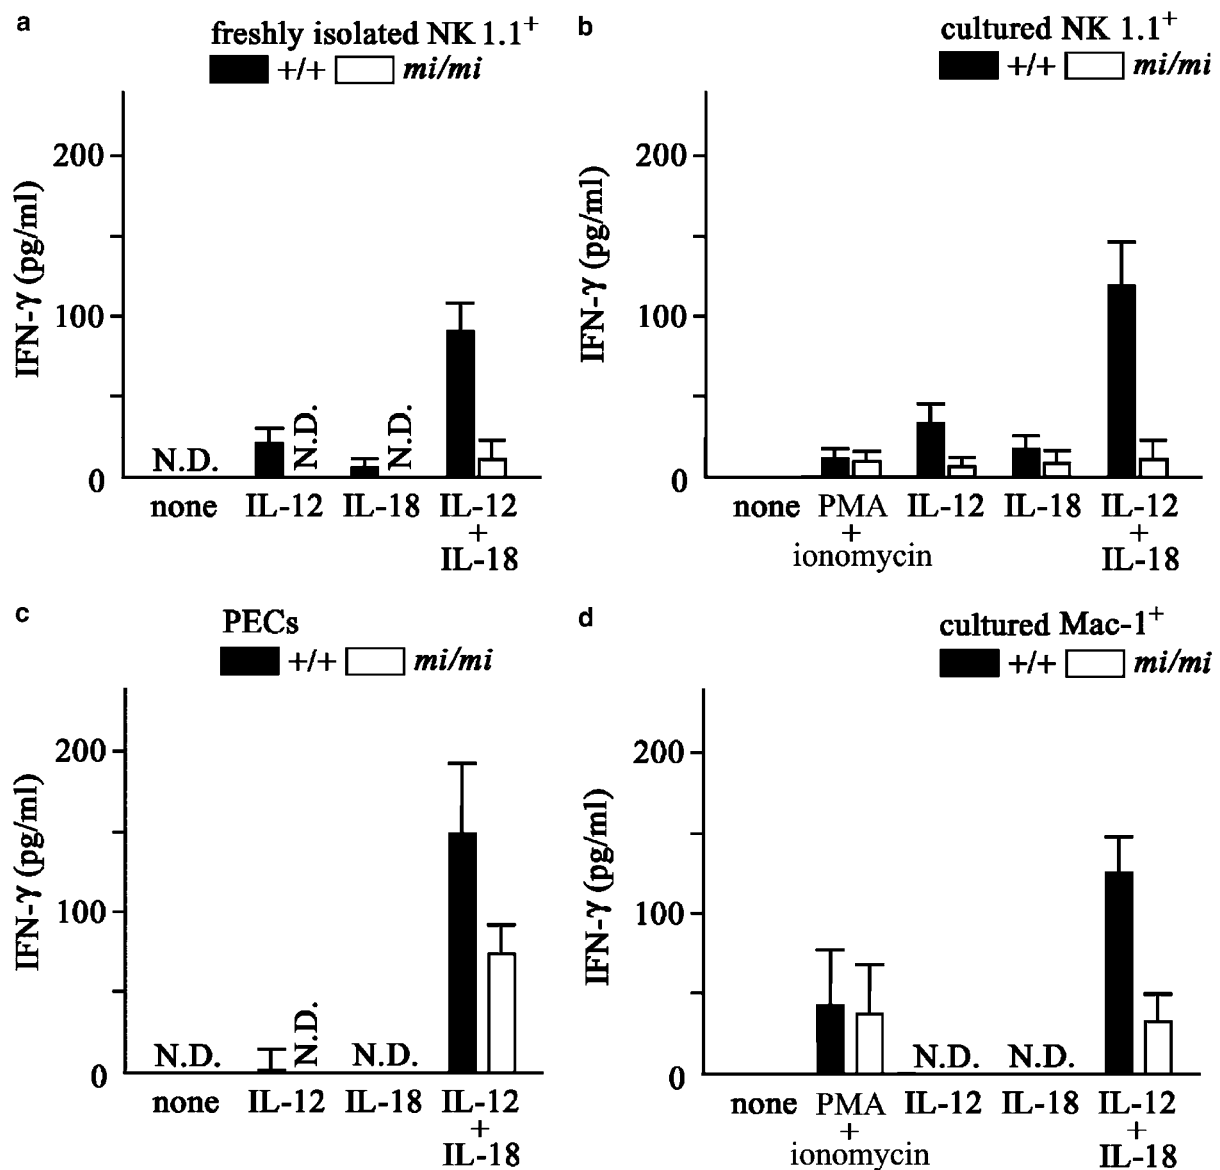 a
freshly isolated NK 1.1+
+/+ mi/mi
IFN-γ (pg/ml)
200
100
0
N.D.
N.D.
N.D.
none IL-12 IL-18 IL-12
+
IL-18
b
cultured NK 1.1+
+/+ mi/mi
IFN-γ (pg/ml)
200
100
0
none PMA IL-12 IL-18 IL-12
+ +
ionomycin IL-18
c
PECs
+/+ mi/mi
IFN-γ (pg/ml)
200
100
0
N.D.
N.D.
N.D.
none IL-12 IL-18 IL-12
+
IL-18
d
cultured Mac-1+
+/+ mi/mi
IFN-γ (pg/ml)
200
100
0
N.D. N.D.
none PMA IL-12 IL-18 IL-12
+ +
ionomycin IL-18